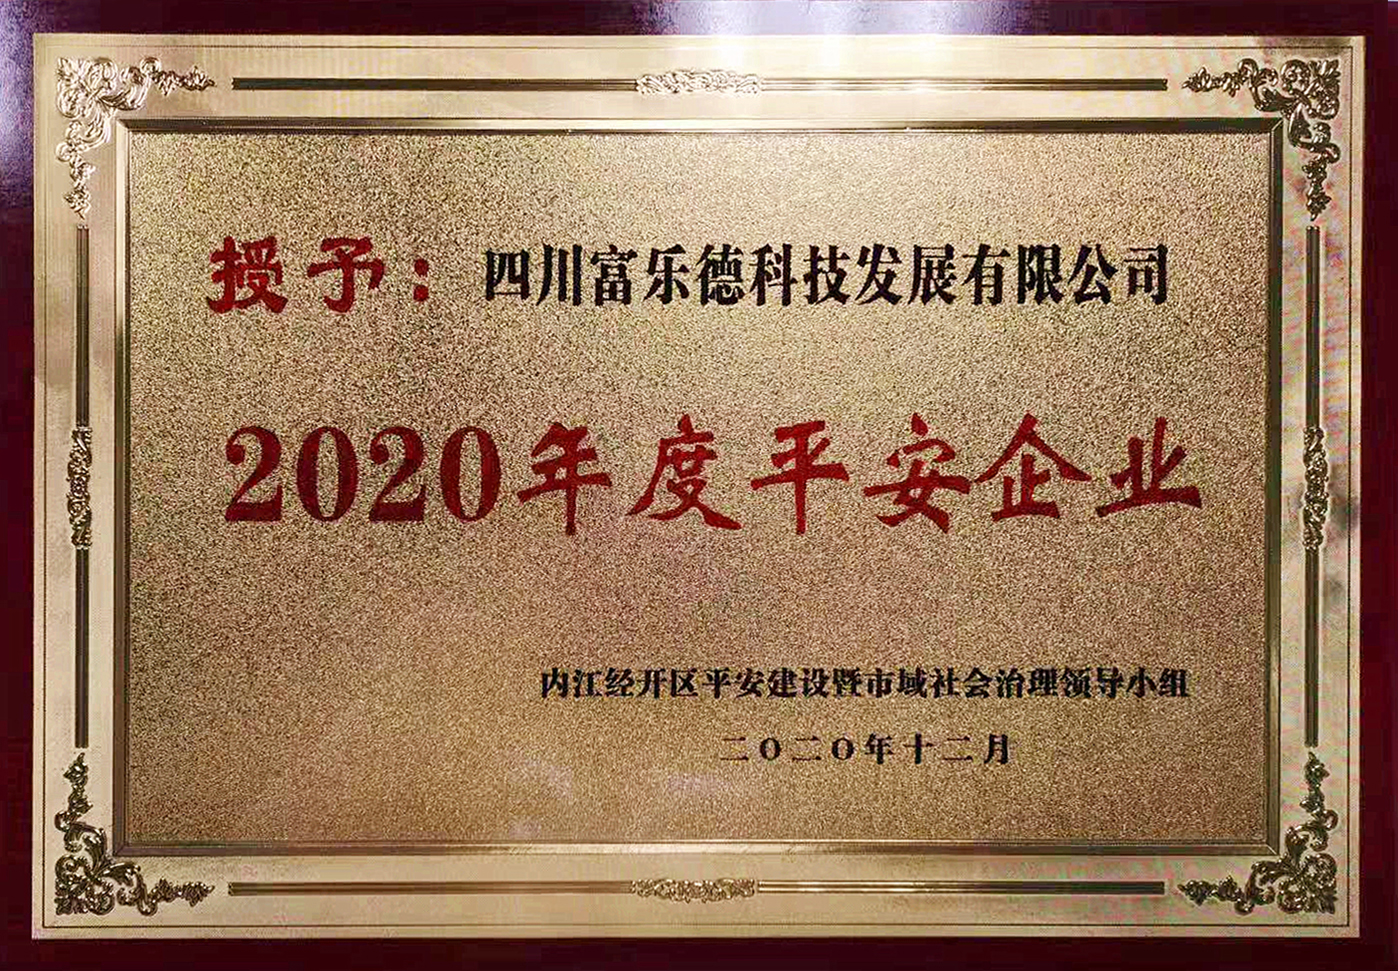 授予：四川富乐德科技发展有限公司
2020年度平安企业
内江经开区平安建设暨市域社会治理领导小组
二〇二〇年十二月